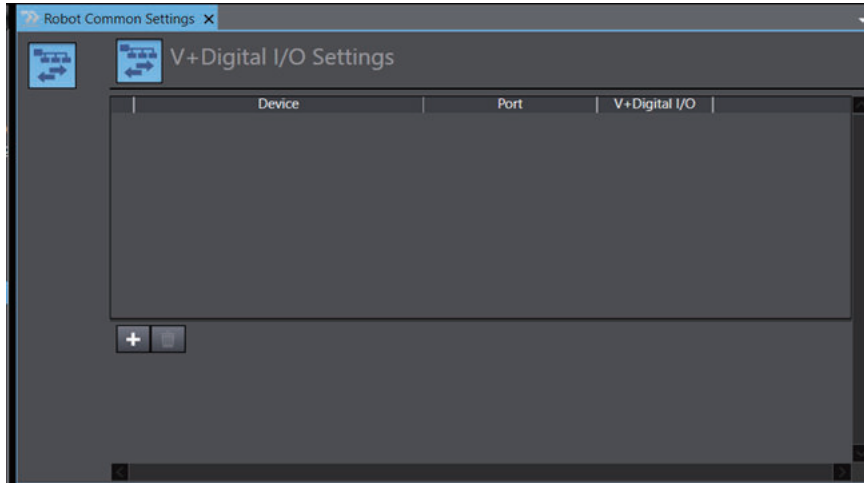 Robot Common Settings
V+Digital I/O Settings
Device Port V+Digital I/O